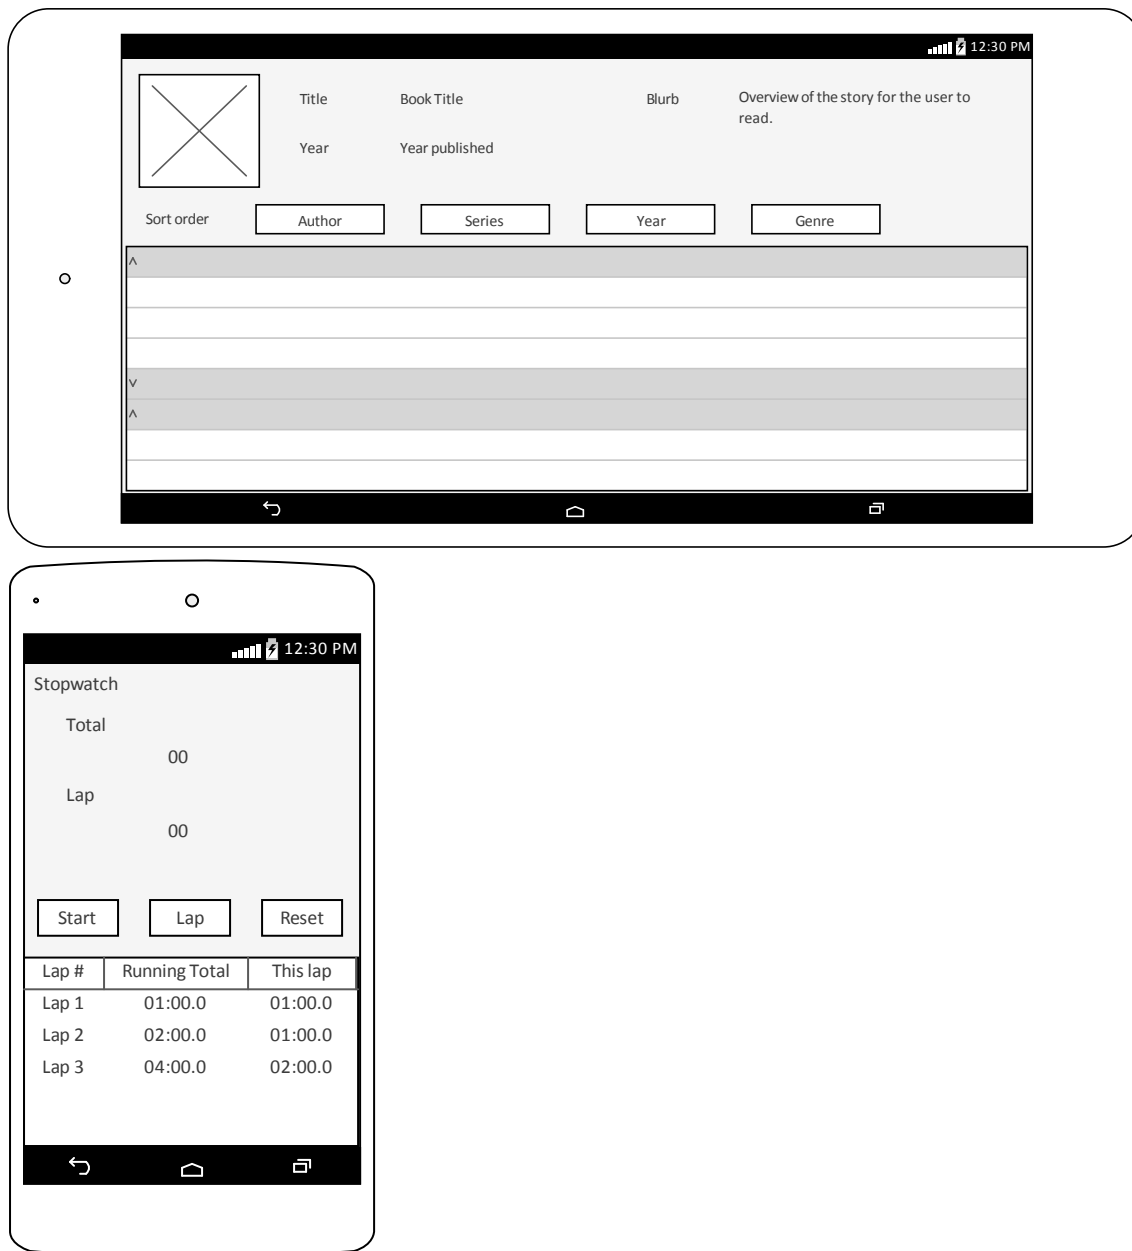 12:30 PM
Title Book Title Blurb Overview of the story for the user to
read.
Year Year published
Sort order Author Series Year Genre
12:30 PM
Stopwatch
Total
00
Lap
00
Start Lap Reset
Lap # Running Total This lap
Lap 1 01:00.0 01:00.0
Lap 2 02:00.0 01:00.0
Lap 3 04:00.0 02:00.0